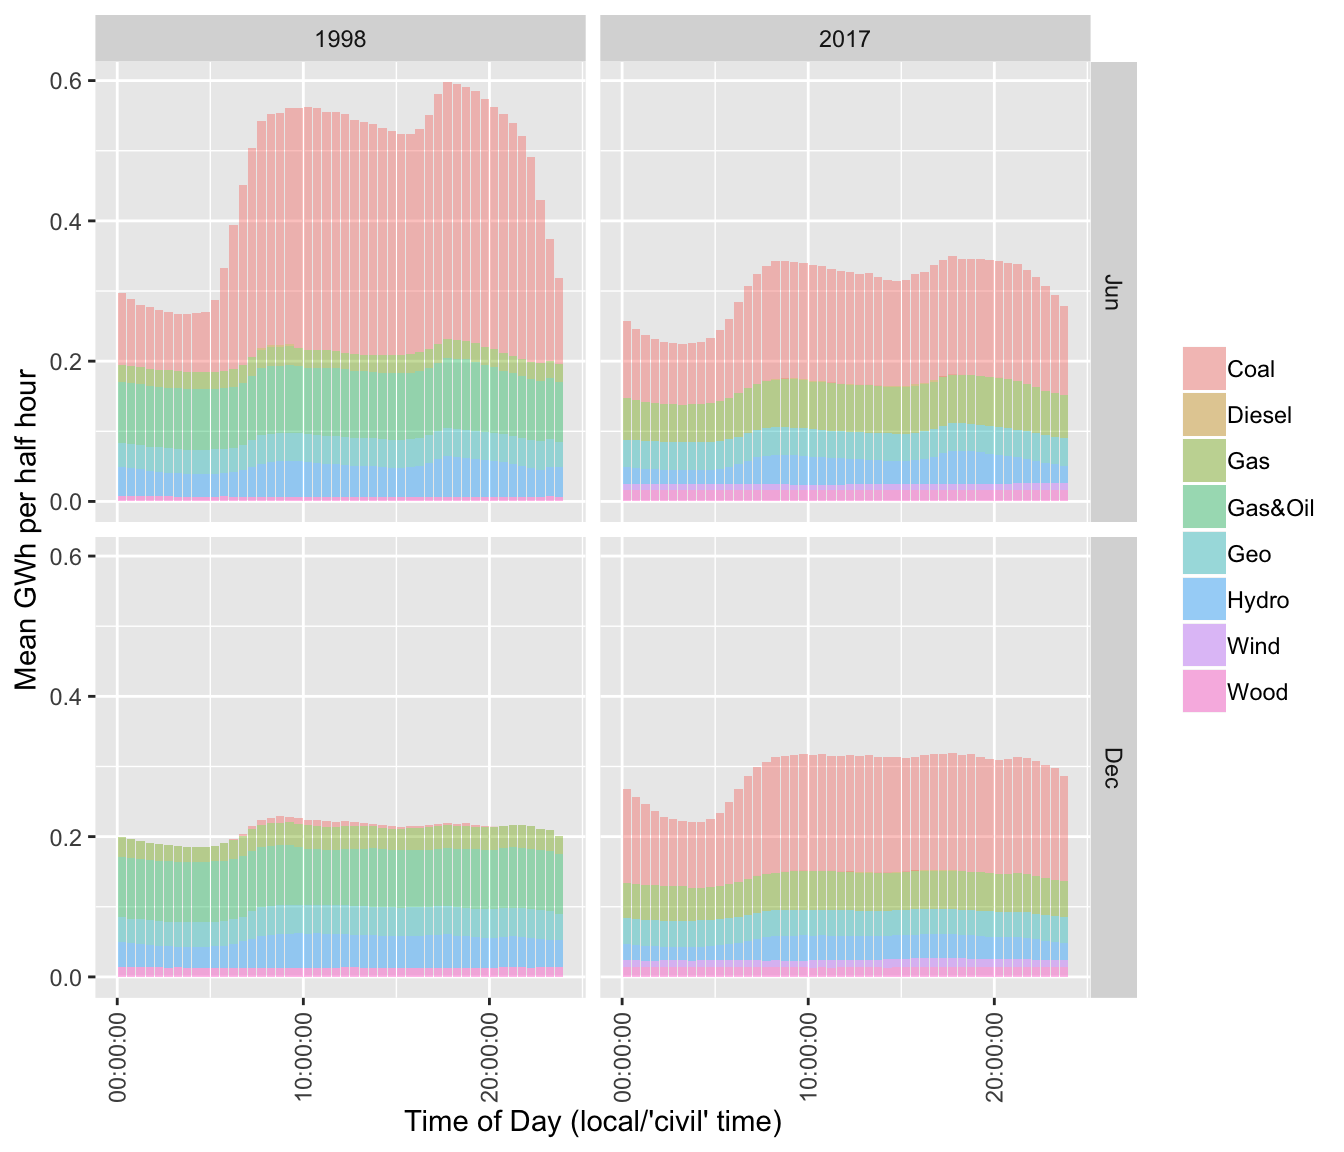 1998
2017
Mean GWh per half hour
0.6
0.4
0.2
0.0
Jun
0.6
0.4
0.2
0.0
Dec
00:00:00
10:00:00
20:00:00
00:00:00
10:00:00
20:00:00
Time of Day (local/'civil' time)
Coal
Diesel
Gas
Gas&Oil
Geo
Hydro
Wind
Wood